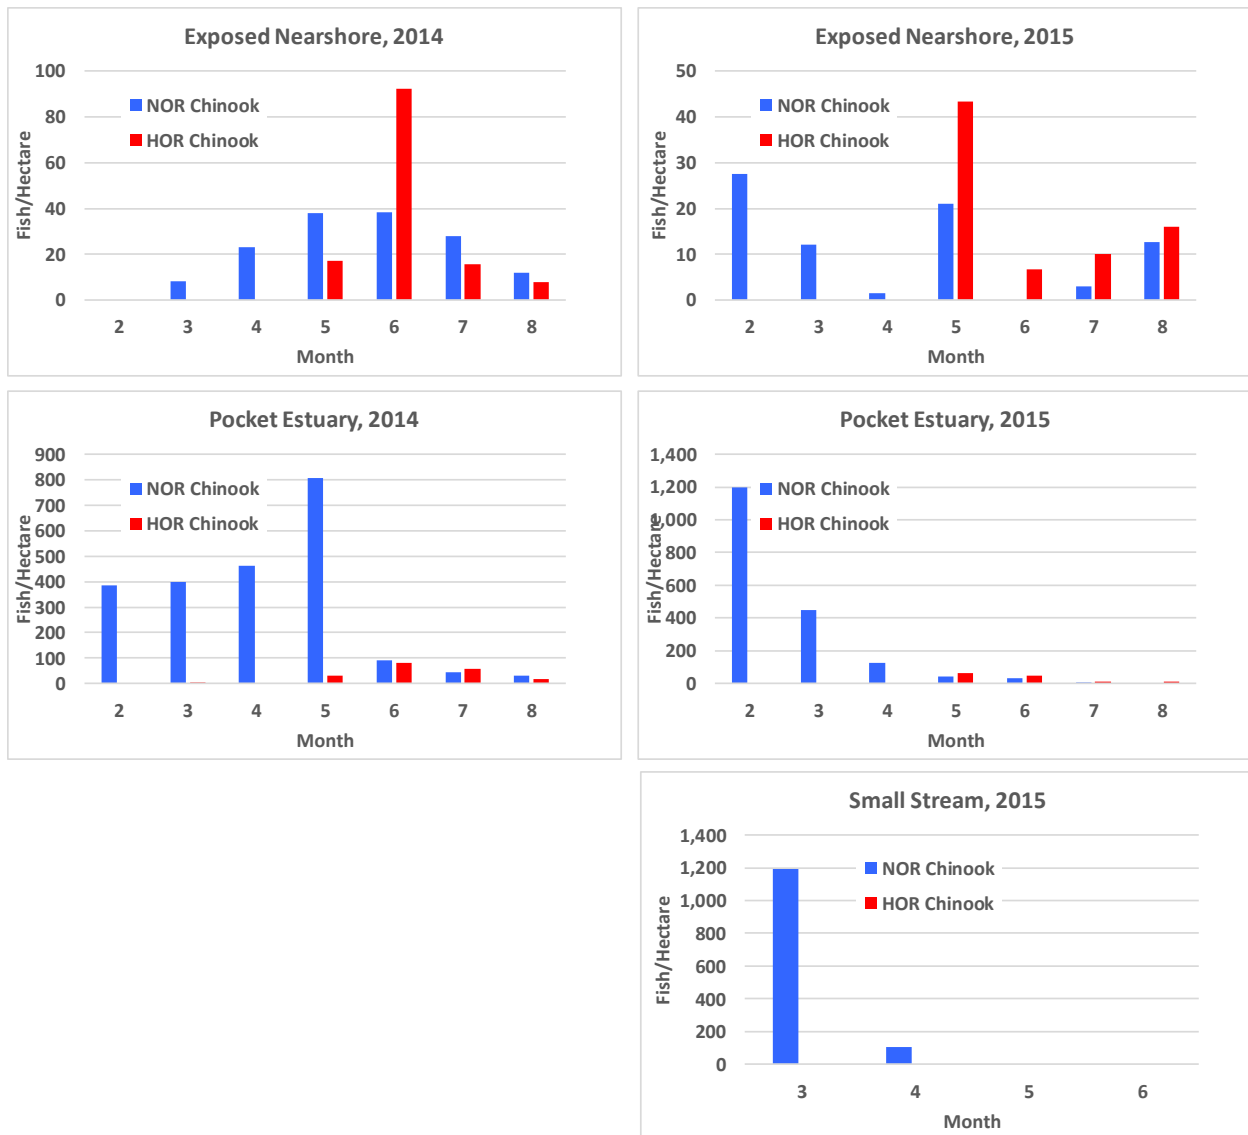 Exposed Nearshore, 2014
100
80
60
40
20
0
Fish/Hectare
NOR Chinook
HOR Chinook
2 3 4 5 6 7 8
Month
Exposed Nearshore, 2015
50
40
30
20
10
0
Fish/Hectare
NOR Chinook
HOR Chinook
2 3 4 5 6 7 8
Month
Pocket Estuary, 2014
900
800
700
600
500
400
300
200
100
0
Fish/Hectare
NOR Chinook
HOR Chinook
2 3 4 5 6 7 8
Month
Pocket Estuary, 2015
1,400
1,200
1,000
800
600
400
200
0
Fish/Hectare
NOR Chinook
HOR Chinook
2 3 4 5 6 7 8
Month
Small Stream, 2015
1,400
1,200
1,000
800
600
400
200
0
Fish/Hectare
NOR Chinook
HOR Chinook
3 4 5 6
Month